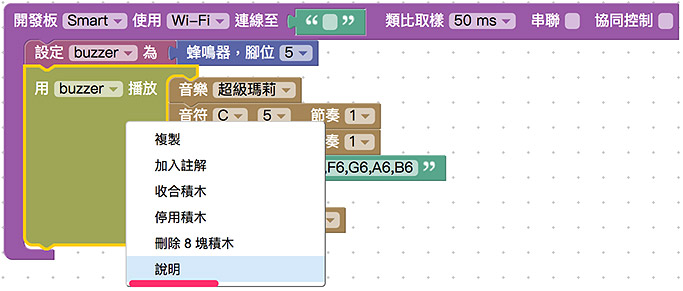 開發板 Smart 使用 Wi-Fi 連線至 “ ” 類比取樣 50 ms 串聯 協同控制
設定 buzzer 為 蜂鳴器，腳位 5
用 buzzer 播放 音樂 超級瑪莉
音符 C 5 節奏 1
奏 1
複製
加入註解
,F6,G6,A6,B6 ”
收合積木
停用積木
刪除 8 塊積木
說明